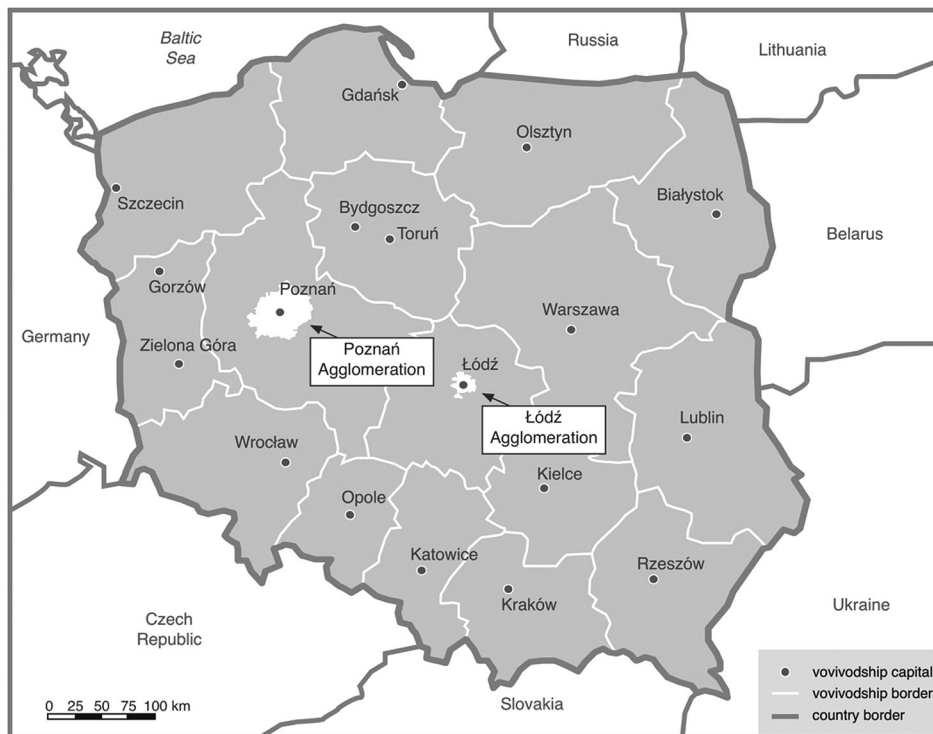 Baltic
Sea
Russia
Lithuania
Gdańsk
Olsztyn
Szczecin
Białystok
Bydgoszcz
Toruń
Belarus
Gorzów
Poznań
Warszawa
Germany
Zielona Góra
Poznań
Agglomeration
Łódź
Łódź
Agglomeration
Lublin
Wrocław
Kielce
Opole
Katowice
Rzeszów
Kraków
Ukraine
Czech
Republic
Slovakia
0 25 50 75 100 km
vovivodship capital
vovivodship border
country border